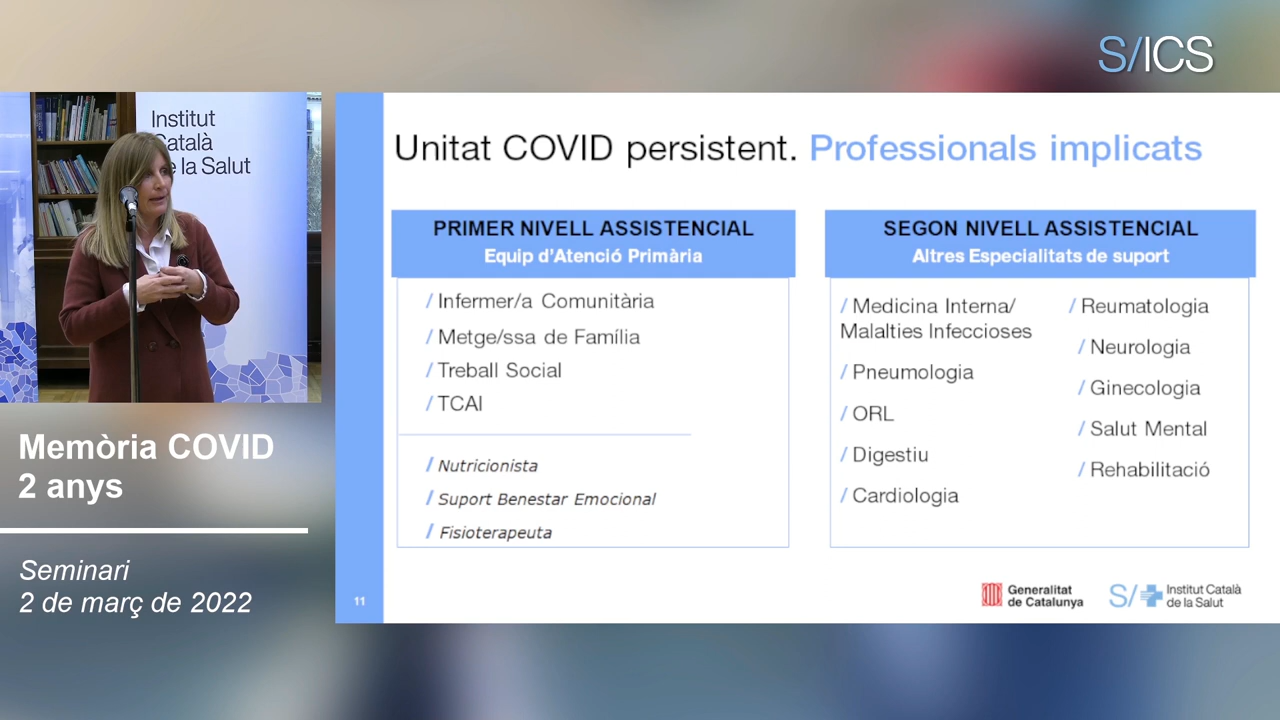 S/ICS
Institut
Català
de la Salut
Unitat COVID persistent. Professionals implicats
PRIMER NIVELL ASSISTENCIAL
Equip d'Atenció Primària
/ Infermer/a Comunitària
/ Metge/ssa de Família
/ Treball Social
/ TCAI
/ Nutricionista
/ Suport Benestar Emocional
/ Fisioterapeuta
SEGON NIVELL ASSISTENCIAL
Altres Especialitats de suport
/ Medicina Interna/
Malalties Infeccioses
/ Pneumologia
/ ORL
/ Digestiu
/ Cardiologia
/ Reumatologia
/ Neurologia
/ Ginecologia
/ Salut Mental
/ Rehabilitació
Memòria COVID
2 anys
Seminari
2 de març de 2022
11
Generalitat
de Catalunya
S/
Institut Català
de la Salut